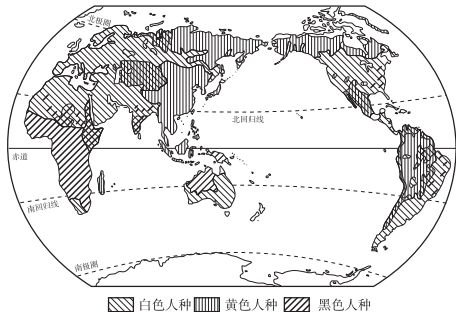 北极圈
北回归线
赤道
南回归线
南极圈
白色人种 黄色人种 黑色人种